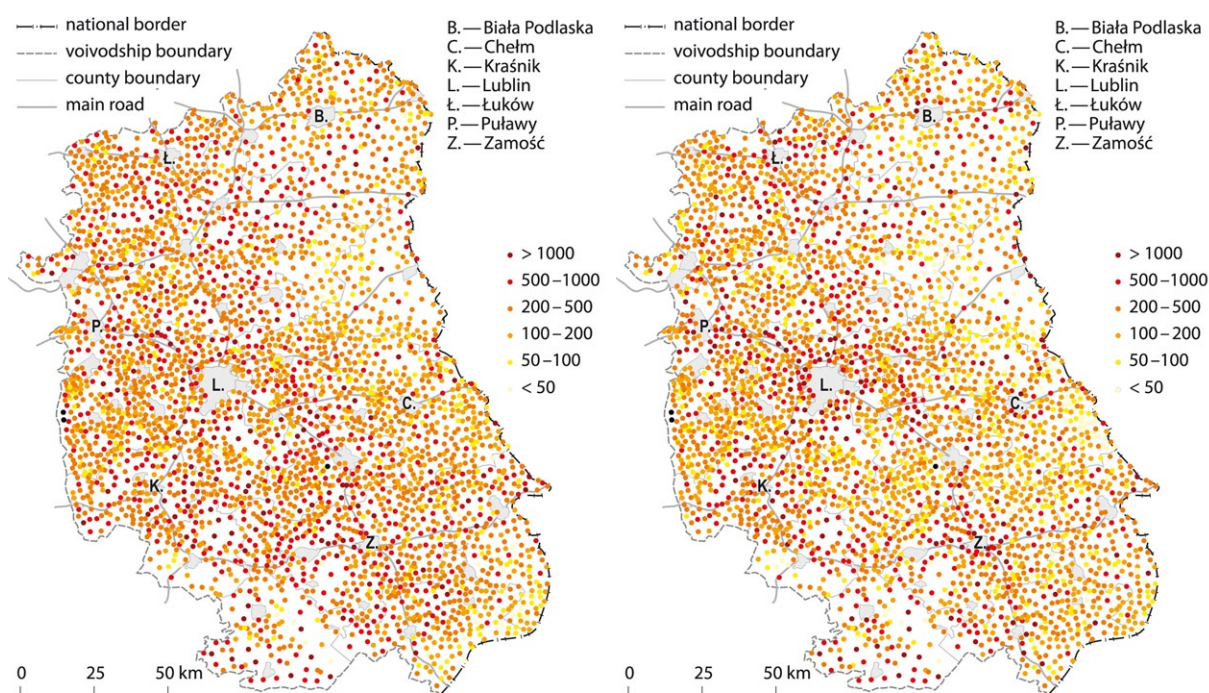 national border
voivodship boundary
county boundary
main road
B. — Biała Podlaska
C. — Chełm
K. — Kraśnik
L. — Lublin
Ł. — Łuków
P. — Puławy
Z. — Zamość
B.
Ł.
> 1000
500–1000
200–500
100–200
50–100
< 50
P.
L.
C.
K.
Z.
0 25 50 km
national border
voivodship boundary
county boundary
main road
B. — Biała Podlaska
C. — Chełm
K. — Kraśnik
L. — Lublin
Ł. — Łuków
P. — Puławy
Z. — Zamość
B.
Ł.
> 1000
500–1000
200–500
100–200
50–100
< 50
P.
L.
C.
K.
Z.
0 25 50 km